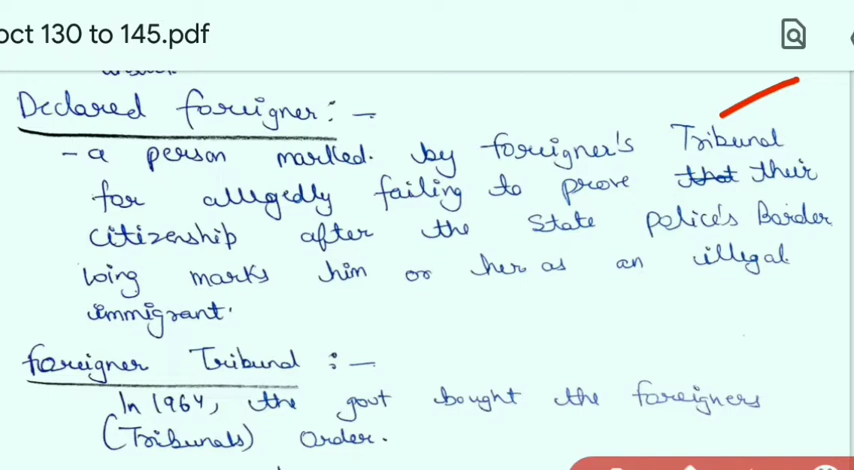 oct 130 to 145.pdf
Declared foreigner : -
- a person marked. by foreigner's Tribunal
for allegedly failing to prove that their
citizenship after the State police's Border
wing marks him or her as an illegal
immigrant.
foreigner Tribunal : -
In 1964, the govt bought the foreigners
(Tribunals) Order.